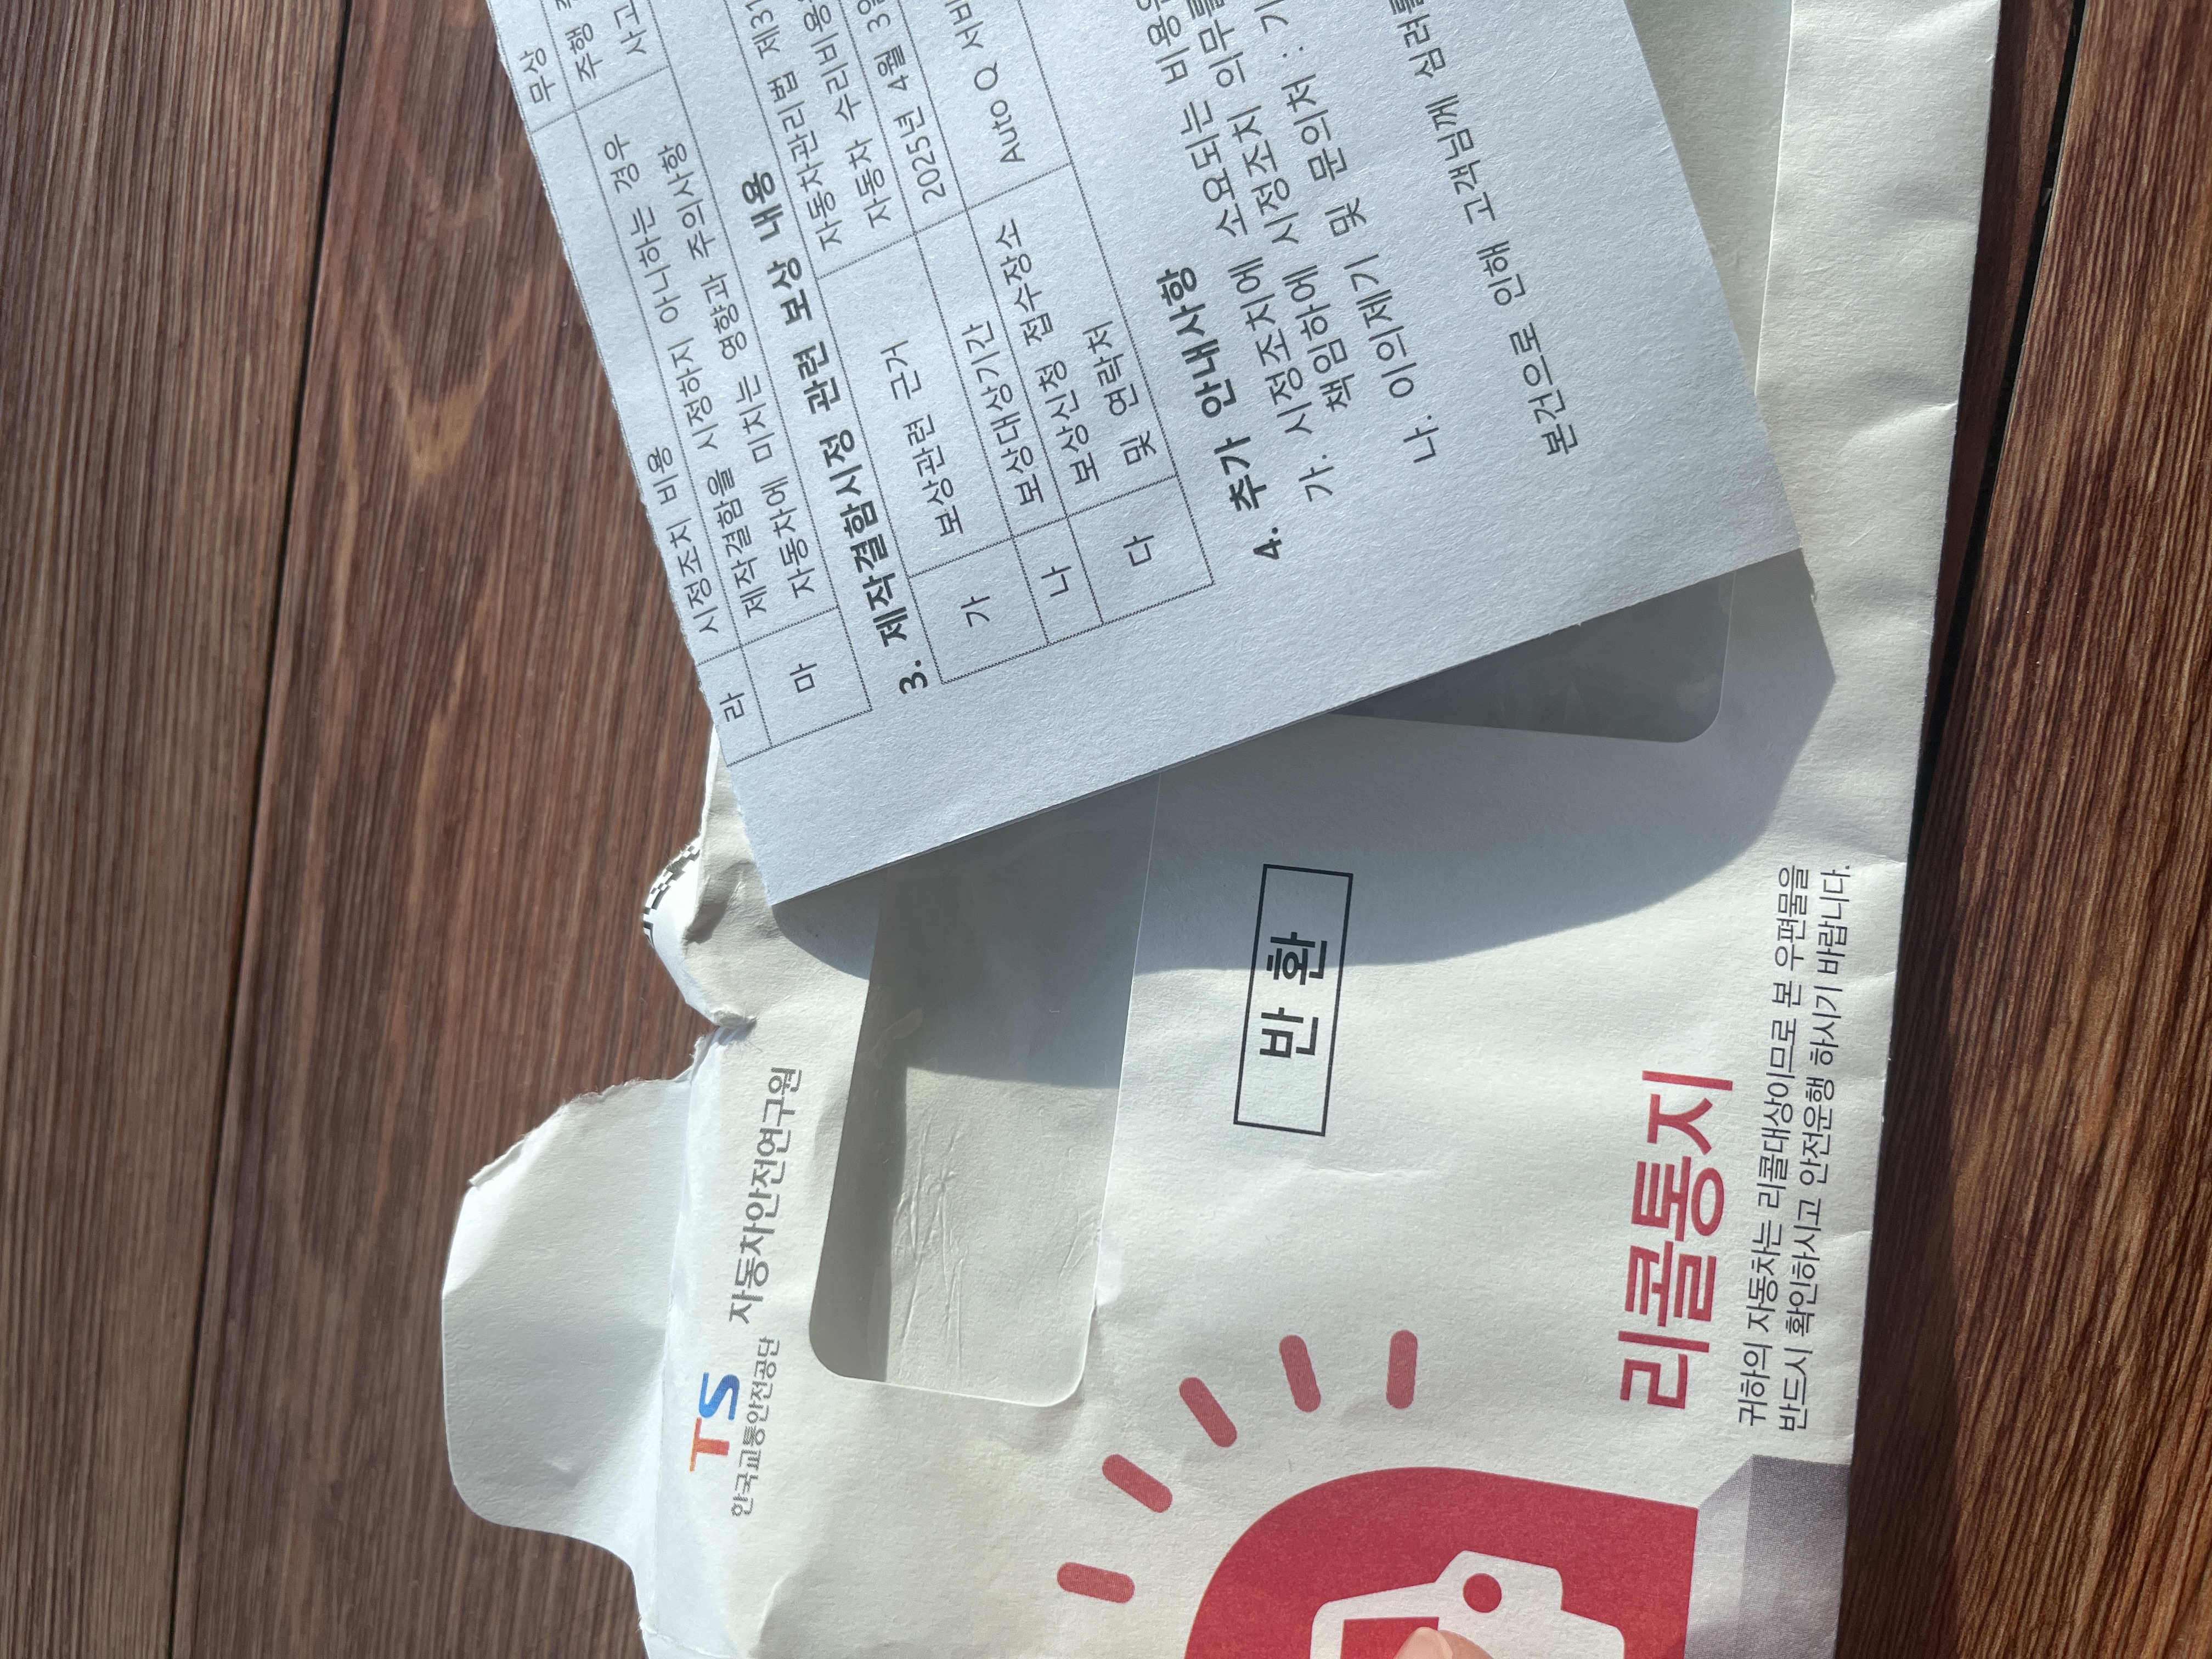 라 시정조치 비용 무상
마 제작결함을 시정하지 아니하는 경우 주행
자동차에 미치는 영향과 주의사항
3. 제작결함시정 관련 보상 내용
가 보상관련 근거 자동차관리법
자동차 수리비용
나 보상대상기간 2025년 4월
다 보상신청 접수장소 Auto Q
및 연락처
4. 추가 안내사항
가. 시정조치에 소요되는 비용
책임하에 시정조치 의무를
나. 이의제기 및 문의처 :
본건으로 인해 고객님께 심려를
TS
한국교통안전공단 자동차안전연구원
반 환
리콜통지
귀하의 자동차는 리콜대상이므로 본 우편물을
반드시 확인하시고 안전운행 하시기 바랍니다.